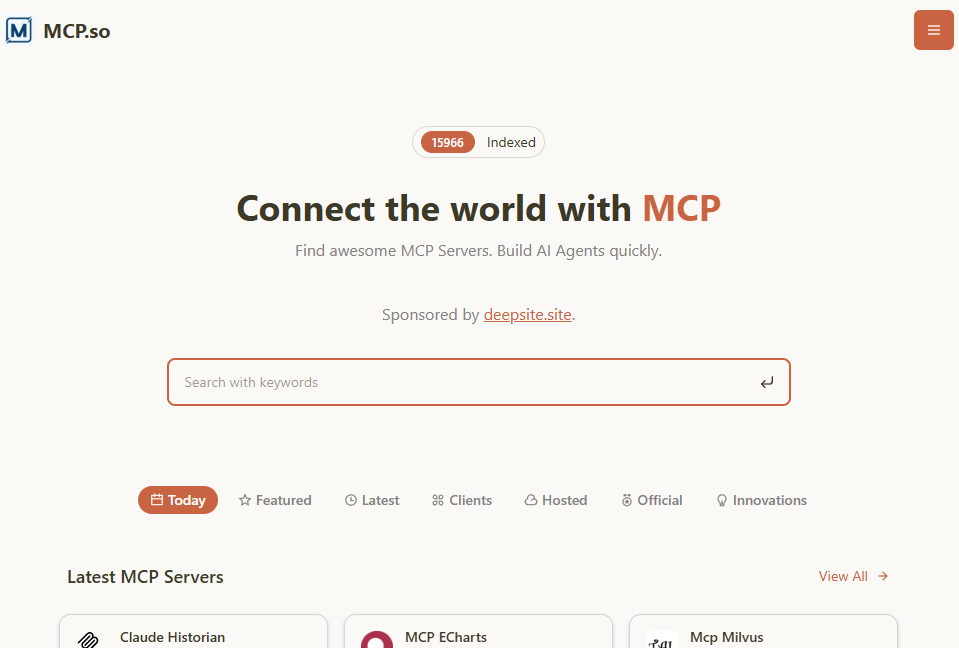 MCP.so
15966 Indexed
Connect the world with MCP
Find awesome MCP Servers. Build AI Agents quickly.
Sponsored by deepsite.site.
Search with keywords
Today Featured Latest Clients Hosted Official Innovations
Latest MCP Servers View All
Claude Historian MCP ECharts Mcp Milvus